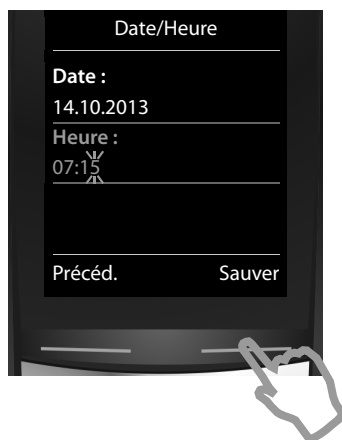 Date/Heure
Date :
14.10.2013
Heure :
07:15
Précéd. Sauver